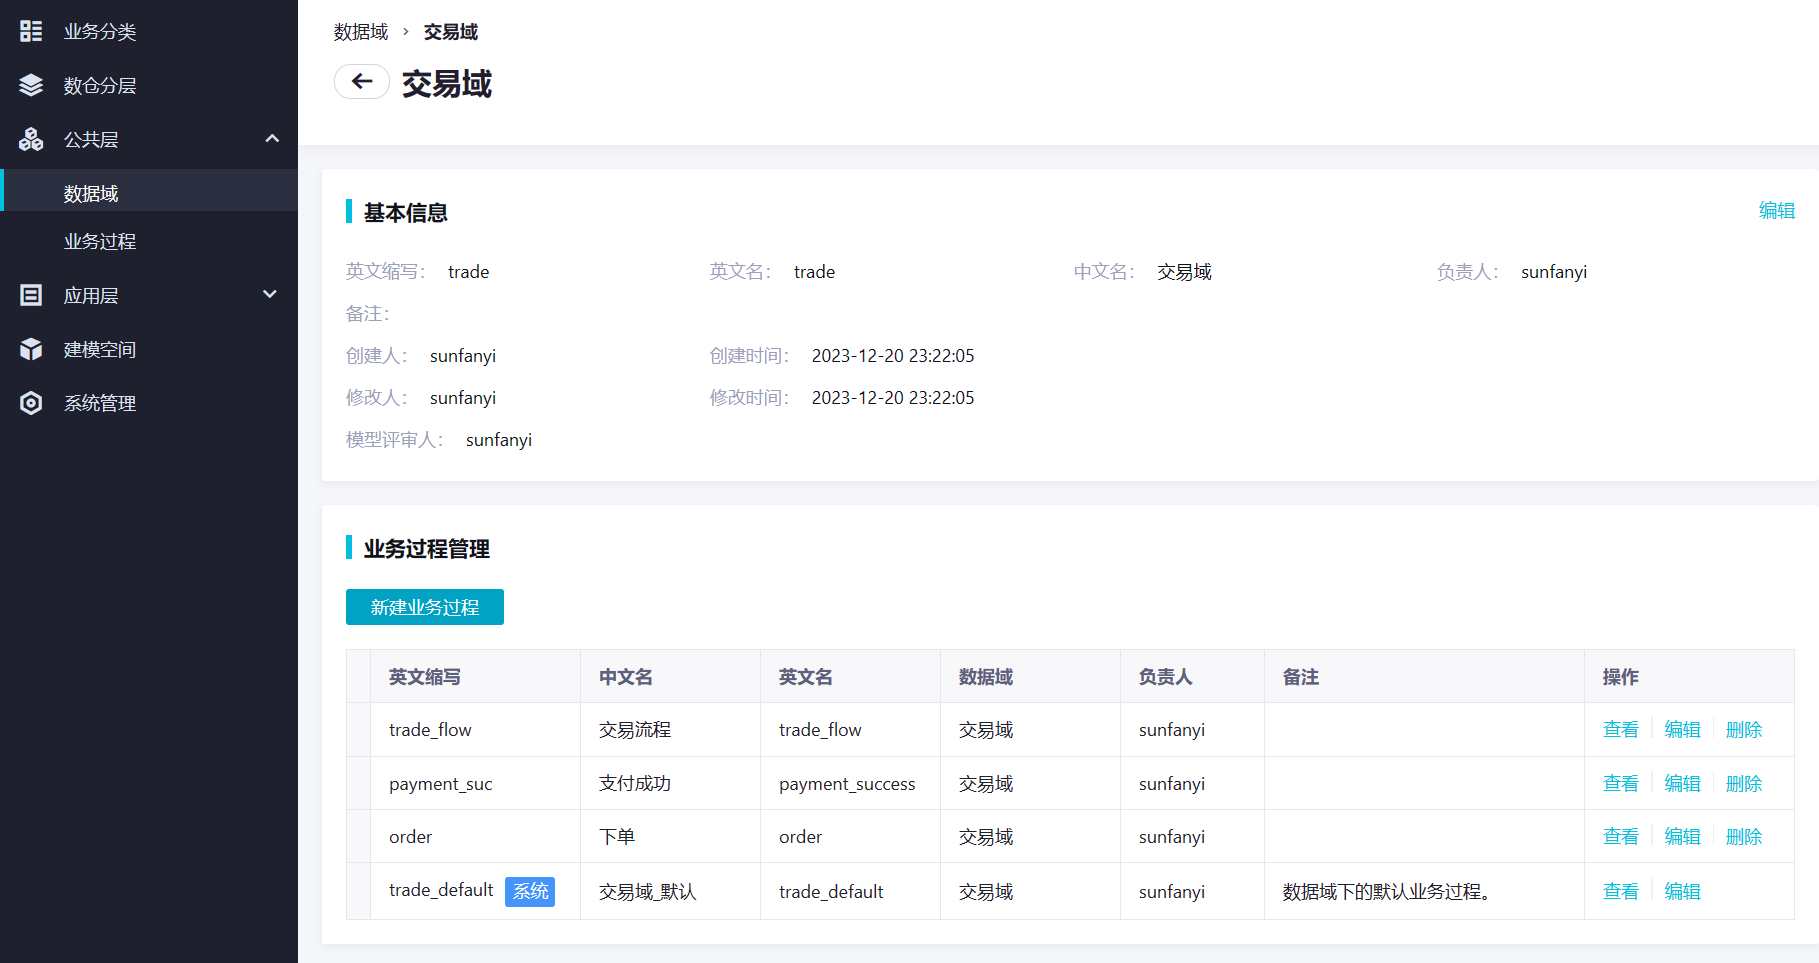 业务分类
数仓分层
公共层
数据域
业务过程
应用层
建模空间
系统管理
数据域 › 交易域
交易域
基本信息 编辑
英文缩写： trade 英文名： trade 中文名： 交易域 负责人： sunfanyi
备注：
创建人： sunfanyi 创建时间： 2023-12-20 23:22:05
修改人： sunfanyi 修改时间： 2023-12-20 23:22:05
模型评审人： sunfanyi
业务过程管理
新建业务过程
英文缩写 中文名 英文名 数据域 负责人 备注 操作
trade_flow 交易流程 trade_flow 交易域 sunfanyi 查看 编辑 删除
payment_suc 支付成功 payment_success 交易域 sunfanyi 查看 编辑 删除
order 下单 order 交易域 sunfanyi 查看 编辑 删除
trade_default 系统 交易域_默认 trade_default 交易域 sunfanyi 数据域下的默认业务过程。 查看 编辑